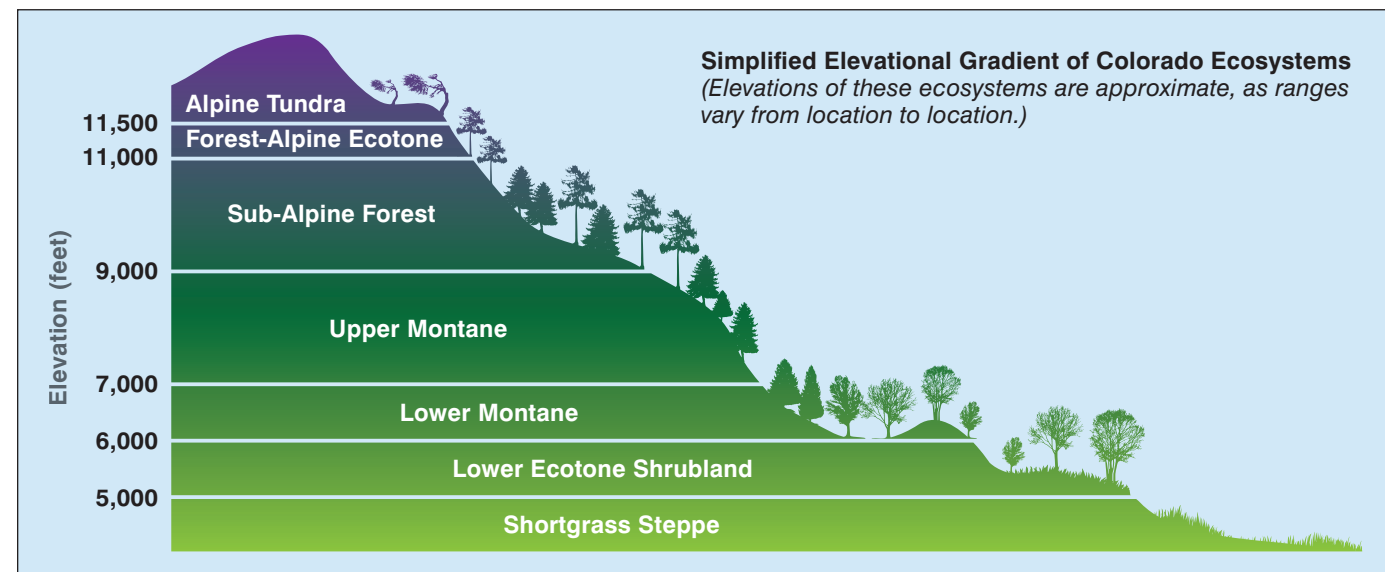 Simplified Elevational Gradient of Colorado Ecosystems
(Elevations of these ecosystems are approximate, as ranges
vary from location to location.)
Elevation (feet)
Alpine Tundra
11,500
Forest-Alpine Ecotone
11,000
Sub-Alpine Forest
9,000
Upper Montane
7,000
Lower Montane
6,000
Lower Ecotone Shrubland
5,000
Shortgrass Steppe